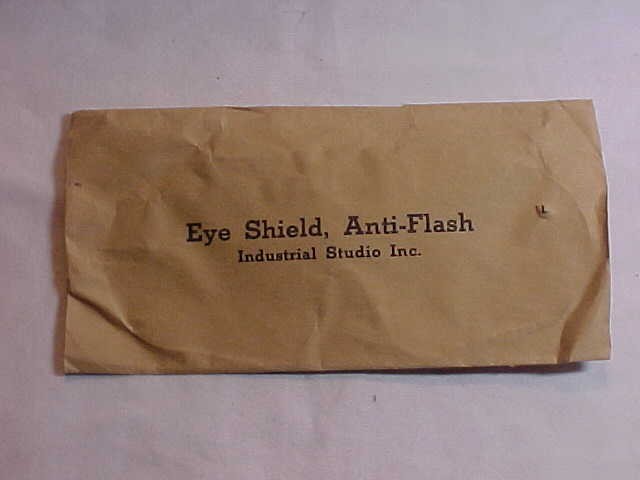 Eye Shield, Anti-Flash
Industrial Studio Inc.